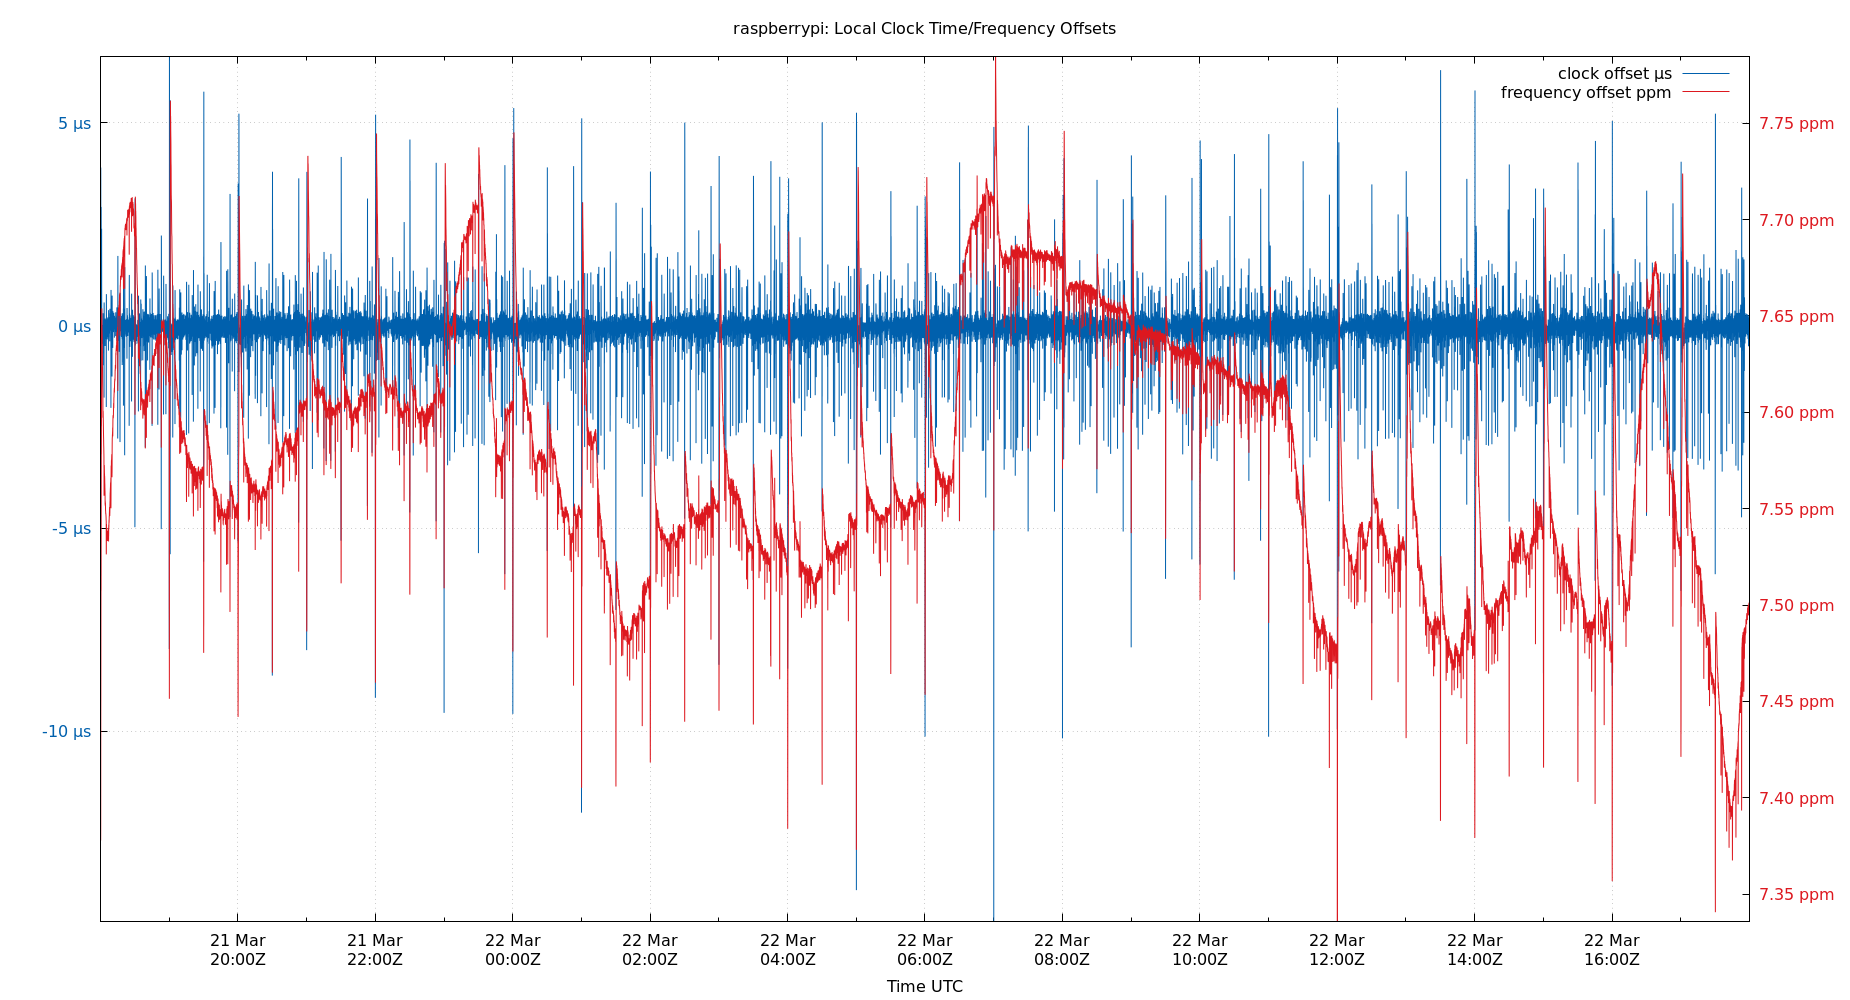 raspberrypi: Local Clock Time/Frequency Offsets
clock offset µs
frequency offset ppm
5 µs
0 µs
-5 µs
-10 µs
7.75 ppm
7.70 ppm
7.65 ppm
7.60 ppm
7.55 ppm
7.50 ppm
7.45 ppm
7.40 ppm
7.35 ppm
21 Mar
20:00Z
21 Mar
22:00Z
22 Mar
00:00Z
22 Mar
02:00Z
22 Mar
04:00Z
22 Mar
06:00Z
22 Mar
08:00Z
22 Mar
10:00Z
22 Mar
12:00Z
22 Mar
14:00Z
22 Mar
16:00Z
Time UTC